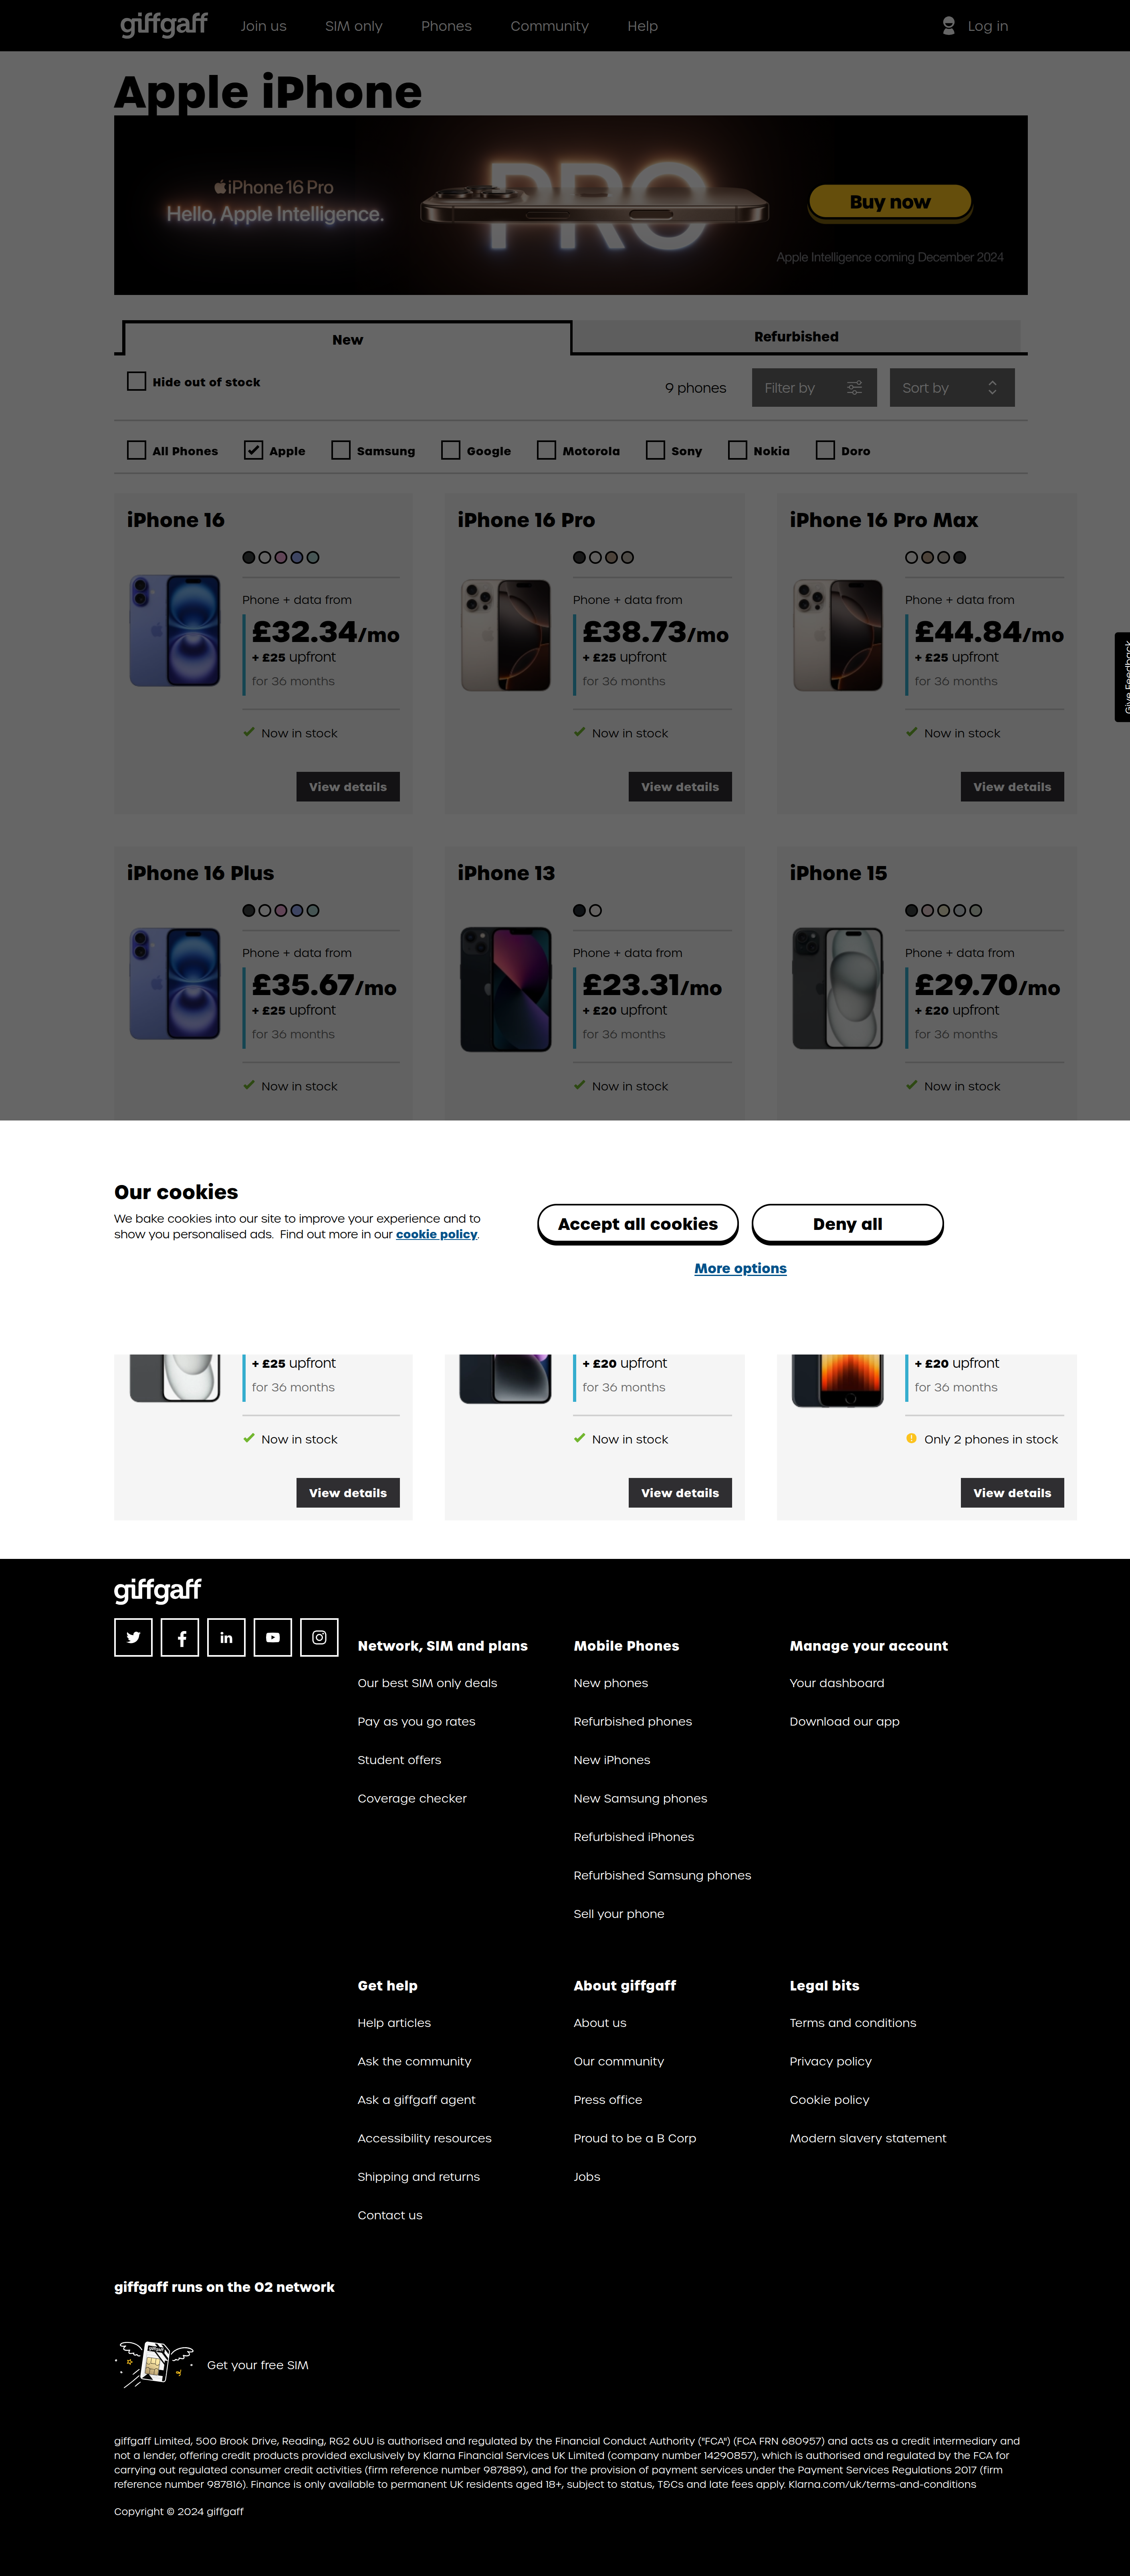 giffgaff
Join us
SIM only
Phones
Community
Help
Log in
Apple iPhone
iPhone 16 Pro
Hello, Apple Intelligence.
PRO
Buy now
Apple Intelligence coming December 2024
New
Refurbished
Hide out of stock
9 phones
Filter by
Sort by
All Phones
Apple
Samsung
Google
Motorola
Sony
Nokia
Doro
iPhone 16
Phone + data from
£32.34/mo
+ £25 upfront
for 36 months
Now in stock
View details
iPhone 16 Pro
Phone + data from
£38.73/mo
+ £25 upfront
for 36 months
Now in stock
View details
iPhone 16 Pro Max
Phone + data from
£44.84/mo
+ £25 upfront
for 36 months
Now in stock
View details
Give Feedback
iPhone 16 Plus
Phone + data from
£35.67/mo
+ £25 upfront
for 36 months
Now in stock
iPhone 13
Phone + data from
£23.31/mo
+ £20 upfront
for 36 months
Now in stock
iPhone 15
Phone + data from
£29.70/mo
+ £20 upfront
for 36 months
Now in stock
Our cookies
We bake cookies into our site to improve your experience and to
show you personalised ads. Find out more in our cookie policy.
Accept all cookies
Deny all
More options
+ £25 upfront
for 36 months
Now in stock
View details
+ £20 upfront
for 36 months
Now in stock
View details
+ £20 upfront
for 36 months
Only 2 phones in stock
View details
giffgaff
Network, SIM and plans
Our best SIM only deals
Pay as you go rates
Student offers
Coverage checker
Mobile Phones
New phones
Refurbished phones
New iPhones
New Samsung phones
Refurbished iPhones
Refurbished Samsung phones
Sell your phone
Manage your account
Your dashboard
Download our app
Get help
Help articles
Ask the community
Ask a giffgaff agent
Accessibility resources
Shipping and returns
Contact us
About giffgaff
About us
Our community
Press office
Proud to be a B Corp
Jobs
Legal bits
Terms and conditions
Privacy policy
Cookie policy
Modern slavery statement
giffgaff runs on the O2 network
Get your free SIM
giffgaff Limited, 500 Brook Drive, Reading, RG2 6UU is authorised and regulated by the Financial Conduct Authority ("FCA") (FCA FRN 680957) and acts as a credit intermediary and
not a lender, offering credit products provided exclusively by Klarna Financial Services UK Limited (company number 14290857), which is authorised and regulated by the FCA for
carrying out regulated consumer credit activities (firm reference number 987889), and for the provision of payment services under the Payment Services Regulations 2017 (firm
reference number 987816). Finance is only available to permanent UK residents aged 18+, subject to status, T&Cs and late fees apply. Klarna.com/uk/terms-and-conditions
Copyright © 2024 giffgaff